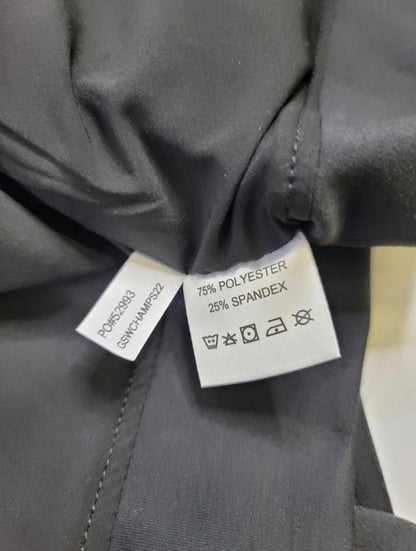 PO#52993
GSWCHAMPS22
75% POLYESTER
25% SPANDEX